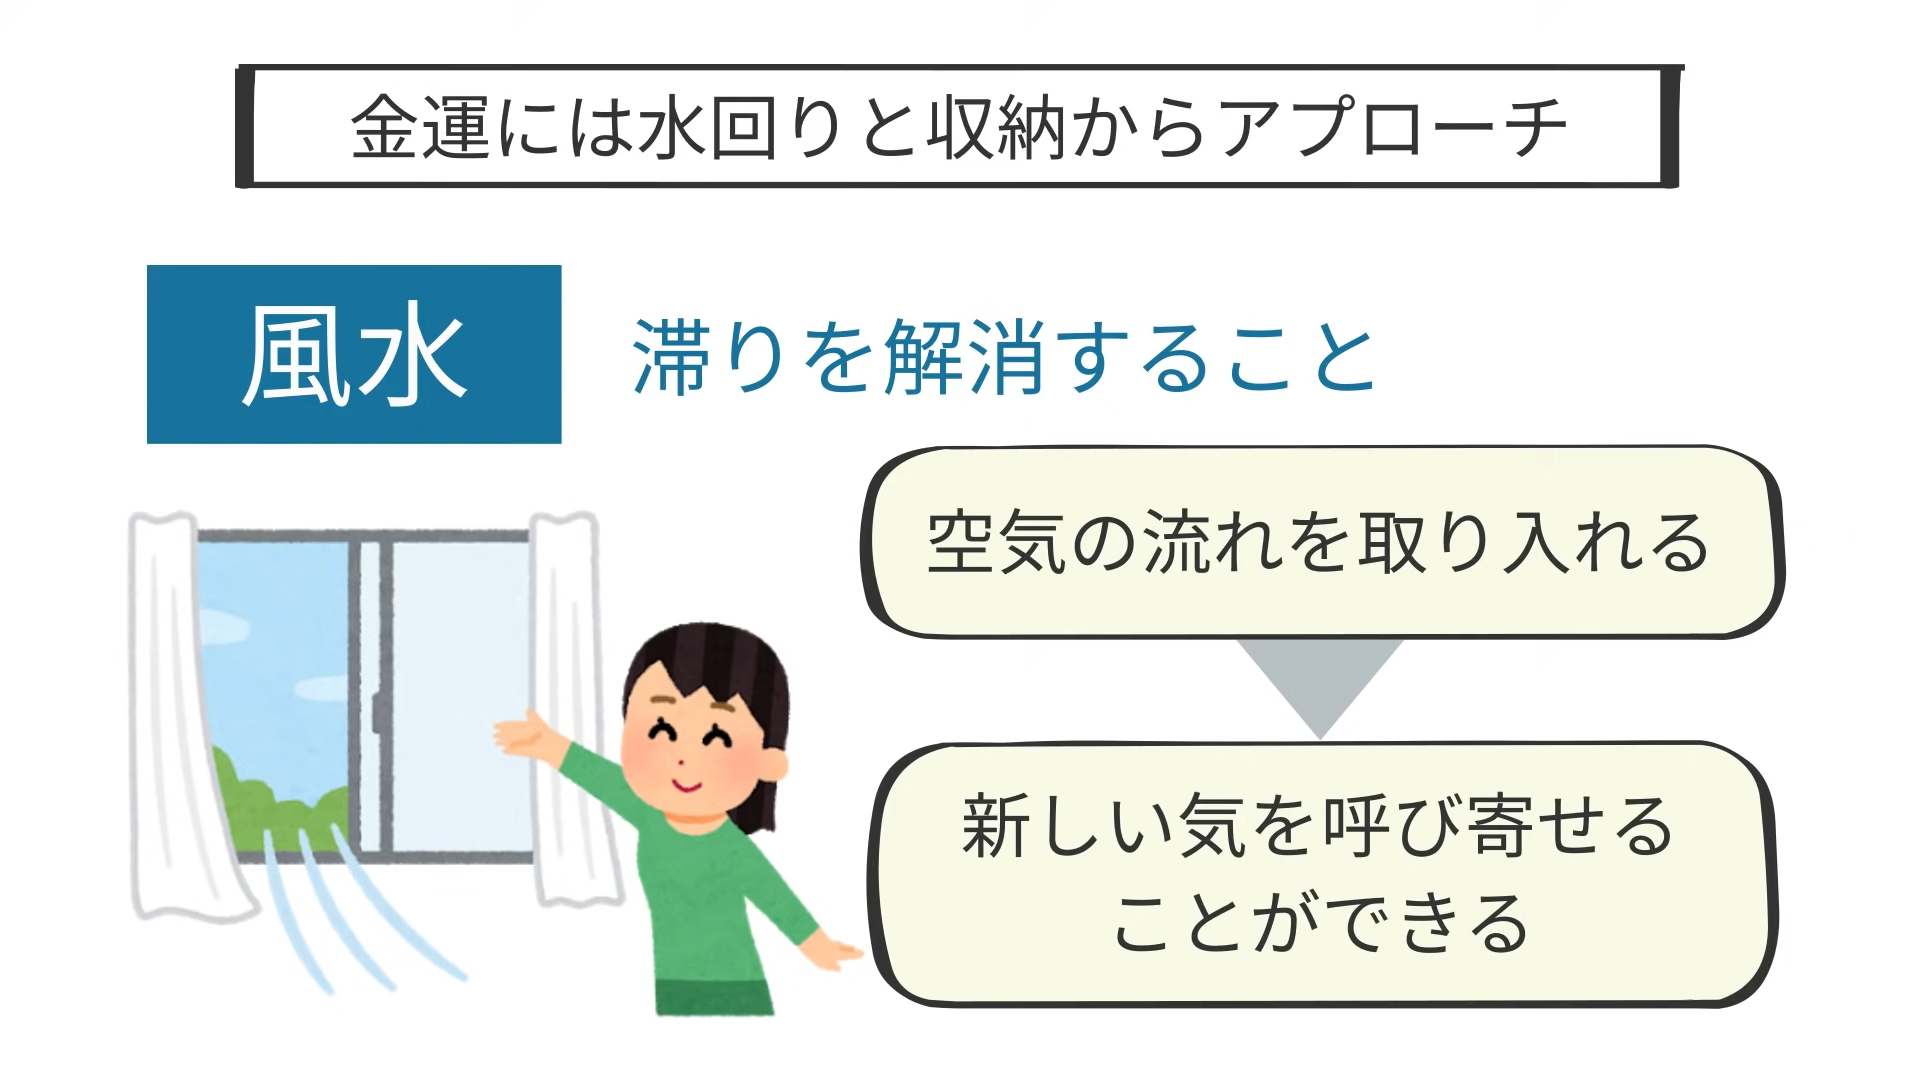 金運には水回りと収納からアプローチ
風水
滞りを解消すること
空気の流れを取り入れる
新しい気を呼び寄せる
ことができる